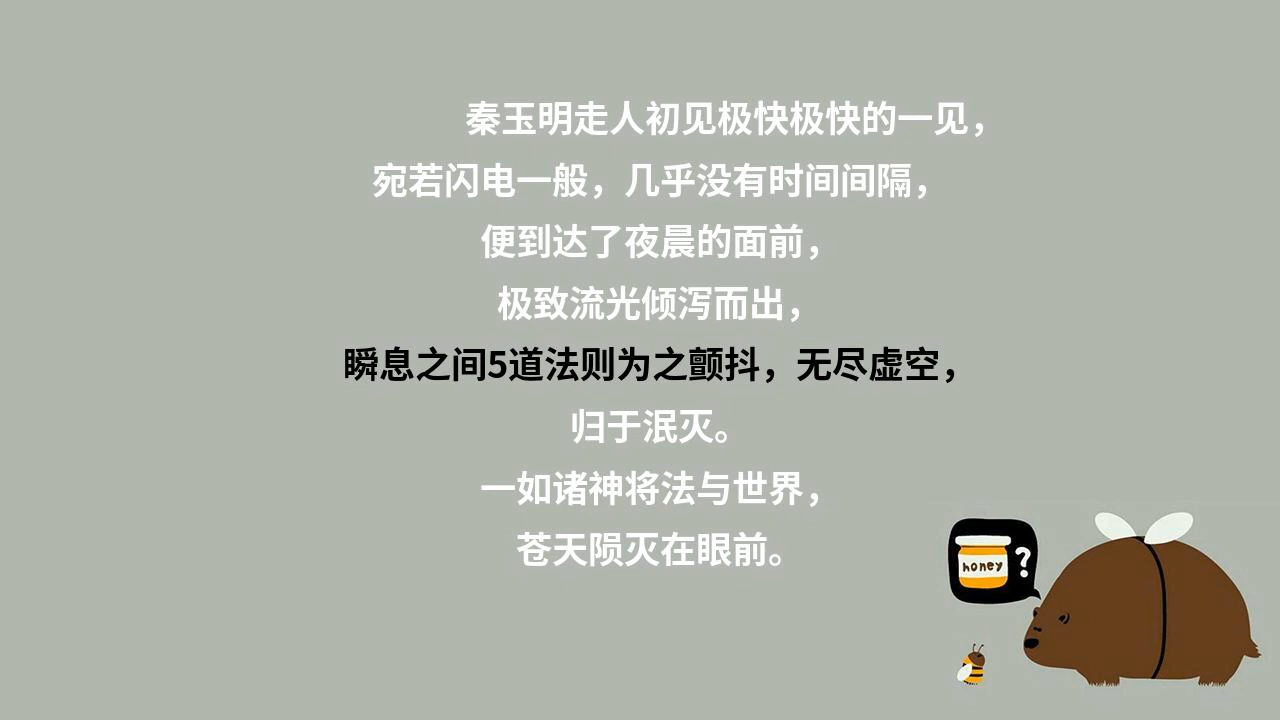 秦玉明走人初见极快极快的一见，
宛若闪电一般，几乎没有时间间隔，
便到达了夜晨的面前，
极致流光倾泻而出，
瞬息之间5道法则为之颤抖，无尽虚空，
归于泯灭。
一如诸神将法与世界，
苍天陨灭在眼前。
honey
?